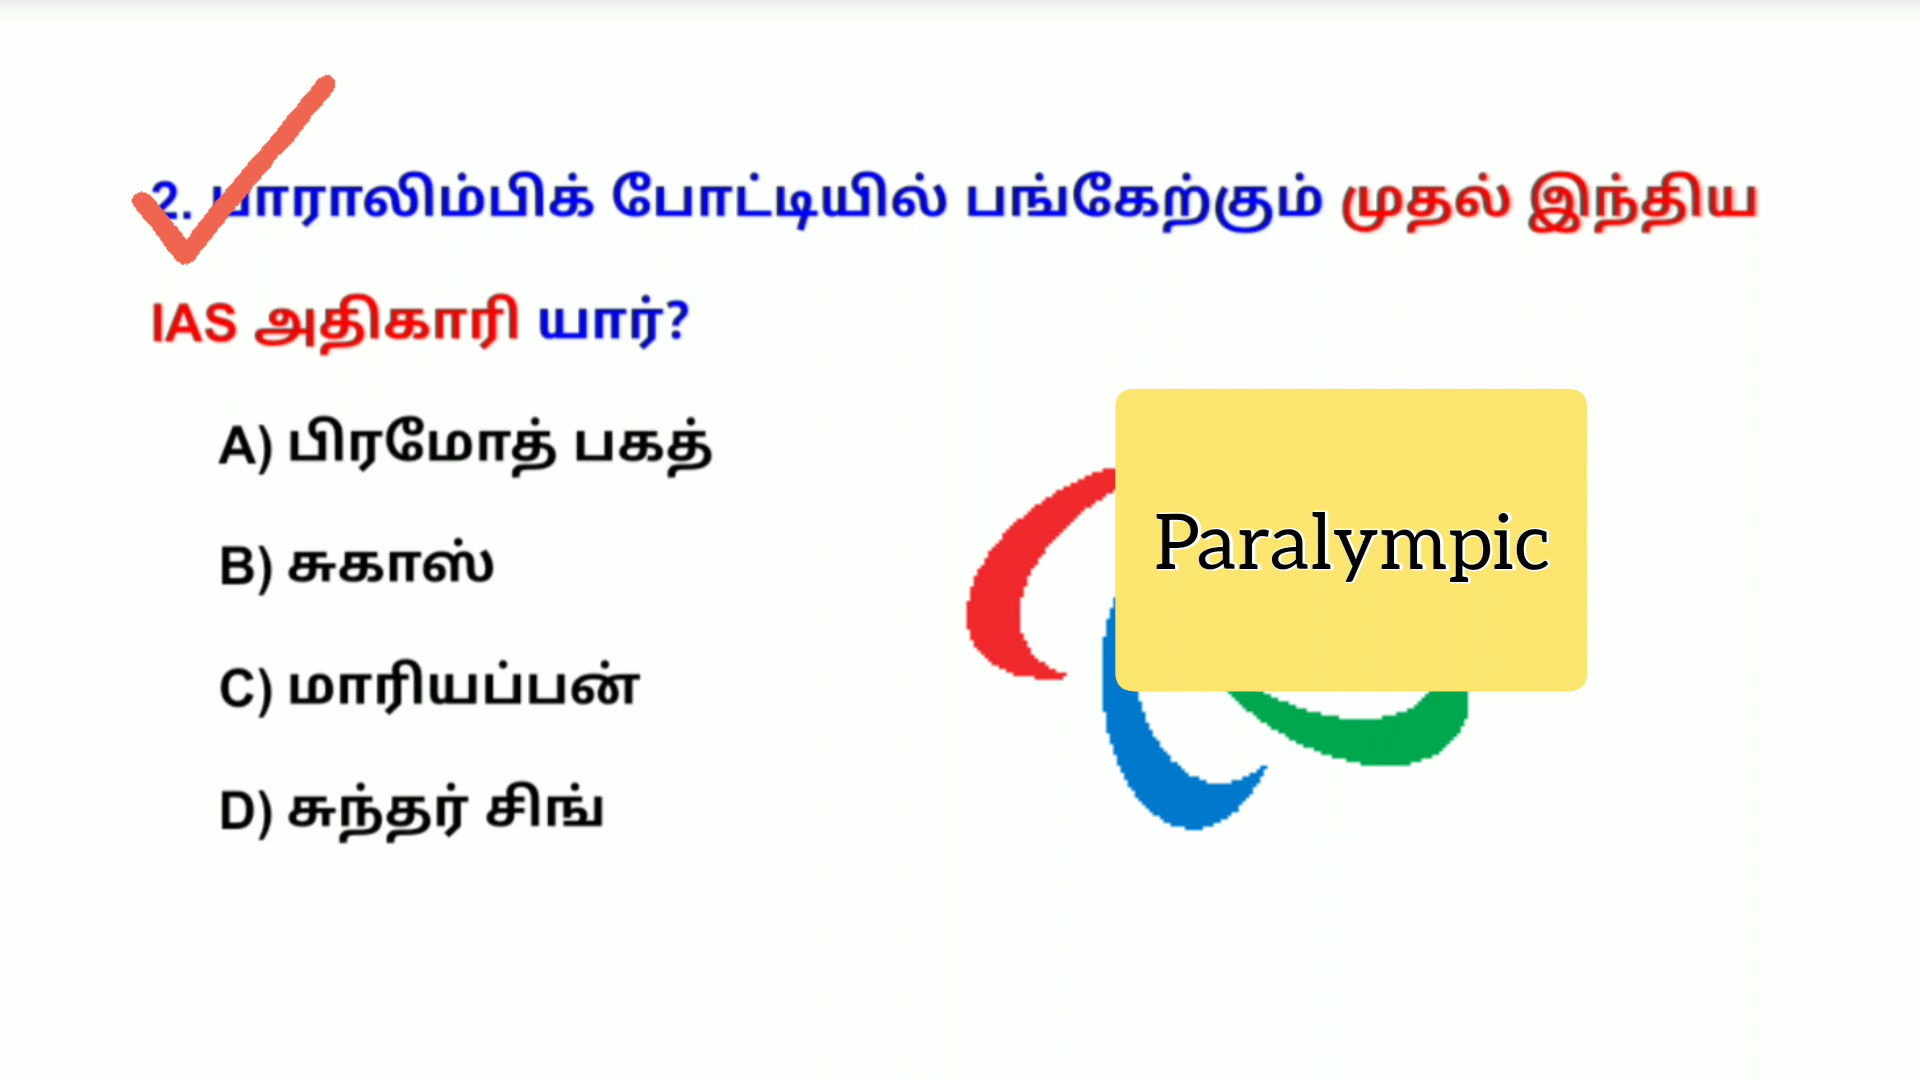 2. பாராலிம்பிக் போட்டியில் பங்கேற்கும் முதல் இந்திய
IAS அதிகாரி யார்?
A) பிரமோத் பகத்
B) சுகாஸ்
C) மாரியப்பன்
D) சுந்தர் சிங்
Paralympic